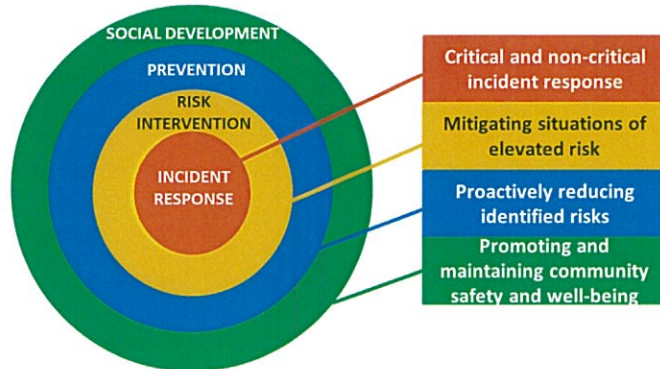 SOCIAL DEVELOPMENT
PREVENTION
RISK
INTERVENTION
INCIDENT
RESPONSE
Critical and non-critical
incident response
Mitigating situations of
elevated risk
Proactively reducing
identified risks
Promoting and
maintaining community
safety and well-being